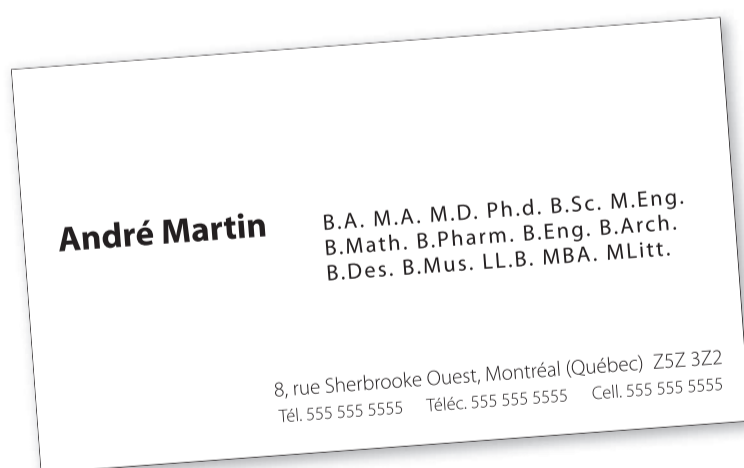 André Martin
B.A. M.A. M.D. Ph.d. B.Sc. M.Eng.
B.Math. B.Pharm. B.Eng. B.Arch.
B.Des. B.Mus. LL.B. MBA. MLitt.
8, rue Sherbrooke Ouest, Montréal (Québec) Z5Z 3Z2
Tél. 555 555 5555 Téléc. 555 555 5555 Cell. 555 555 5555